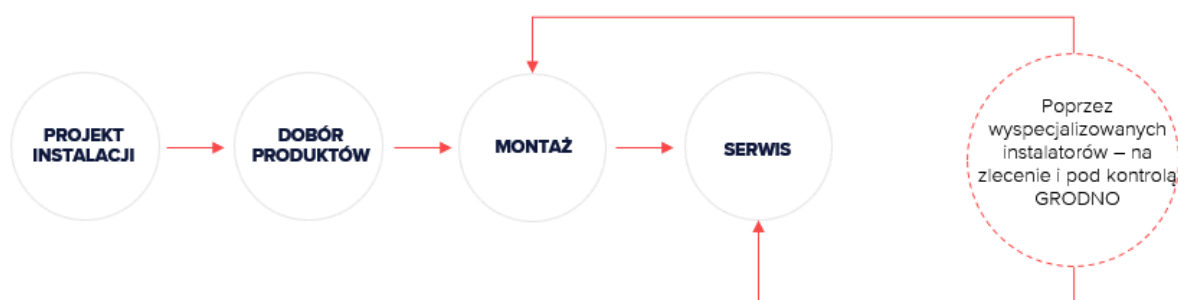 PROJEKT
INSTALACJI
DOBÓR
PRODUKTÓW
MONTAŻ
SERWIS
Poprzez
wyspecjalizowanych
instalatorów – na
zlecenie i pod kontrolą
GRODNO